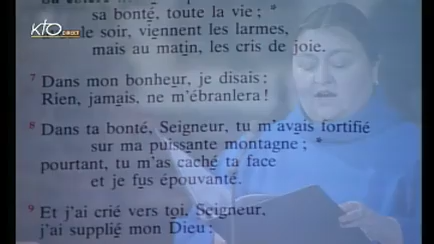 sa bonté, toute la vie ; *
KTO DIRECT
le soir, viennent les larmes,
mais au matin, les cris de joie.
7 Dans mon bonheur, je disais :
Rien, jamais, ne m'ébranlera !
8 Dans ta bonté, Seigneur, tu m'avais fortifié
sur ma puissante montagne ; *
pourtant, tu m'as caché ta face
et je fus épouvanté.
9 Et j'ai crié vers toi, Seigneur,
j'ai supplié mon Dieu :